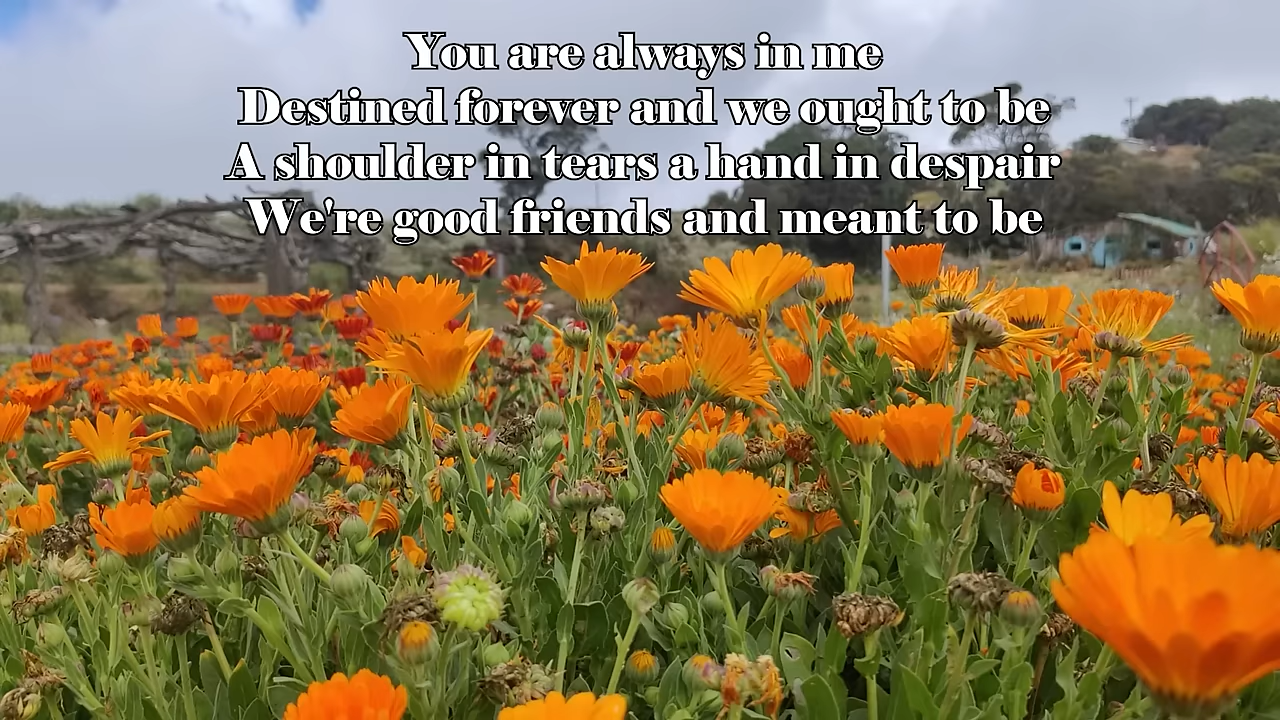 You are always in me
Destined forever and we ought to be
A shoulder in tears a hand in despair
We're good friends and meant to be